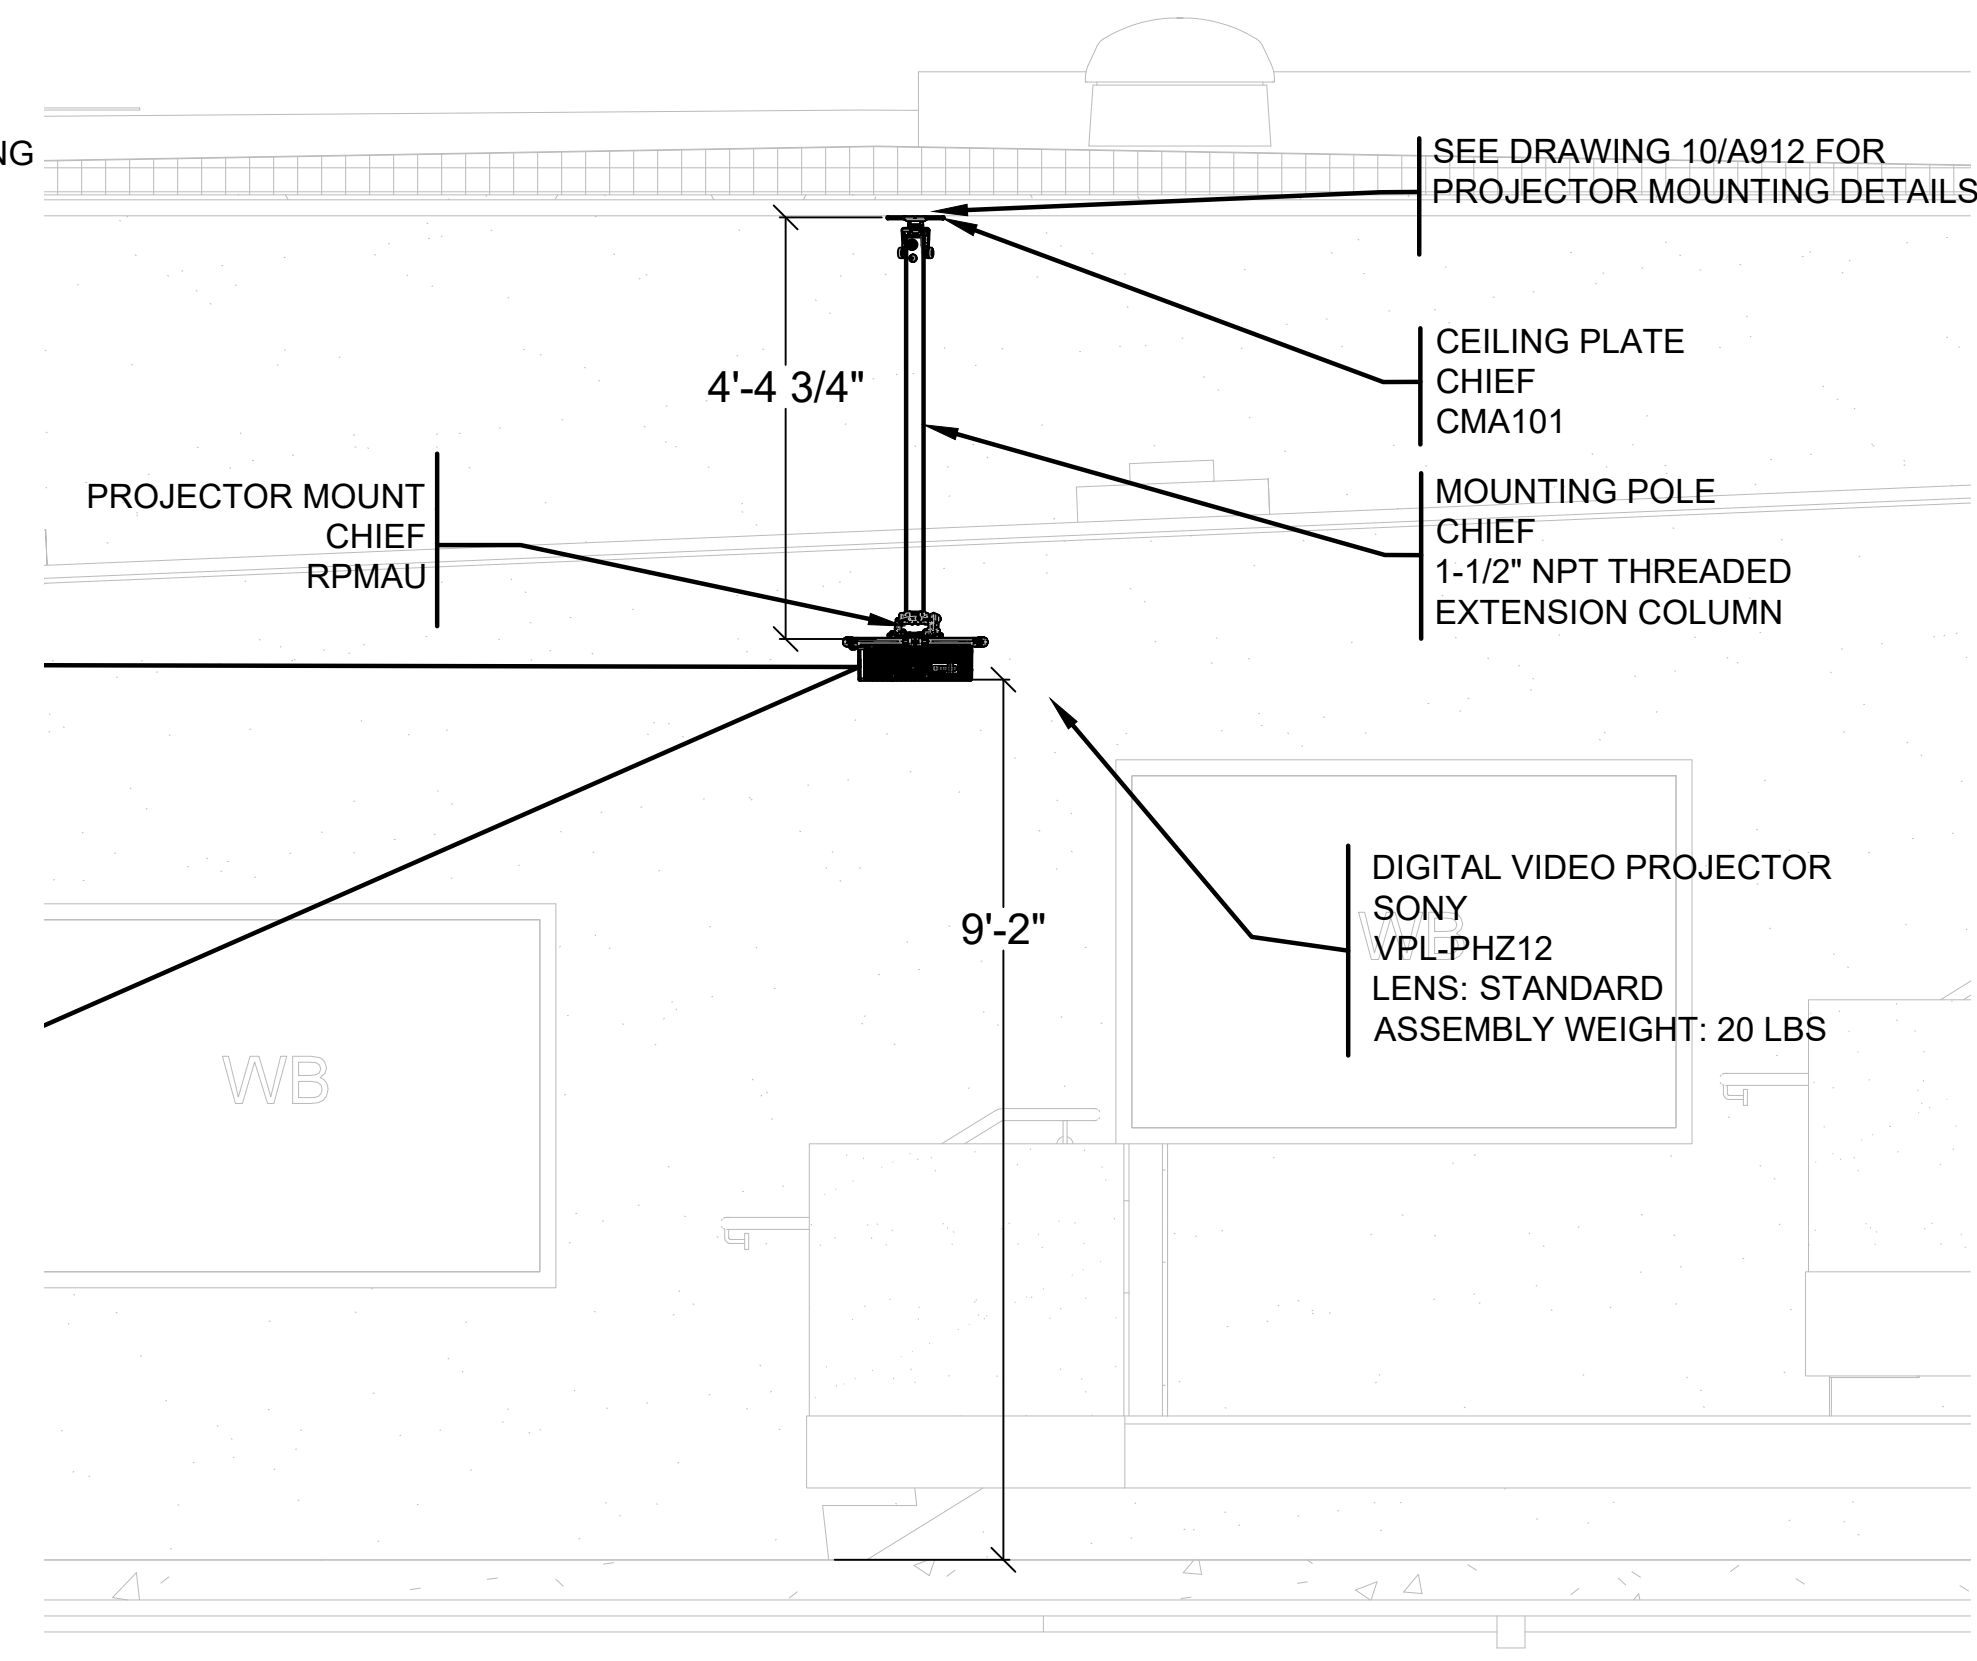 NG
SEE DRAWING 10/A912 FOR
PROJECTOR MOUNTING DETAILS
CEILING PLATE
CHIEF
CMA101
4'-4 3/4"
PROJECTOR MOUNT
CHIEF
RPMAU
MOUNTING POLE
CHIEF
1-1/2" NPT THREADED
EXTENSION COLUMN
DIGITAL VIDEO PROJECTOR
SONY
VPL-PHZ12
LENS: STANDARD
ASSEMBLY WEIGHT: 20 LBS
WB
9'-2"
WB